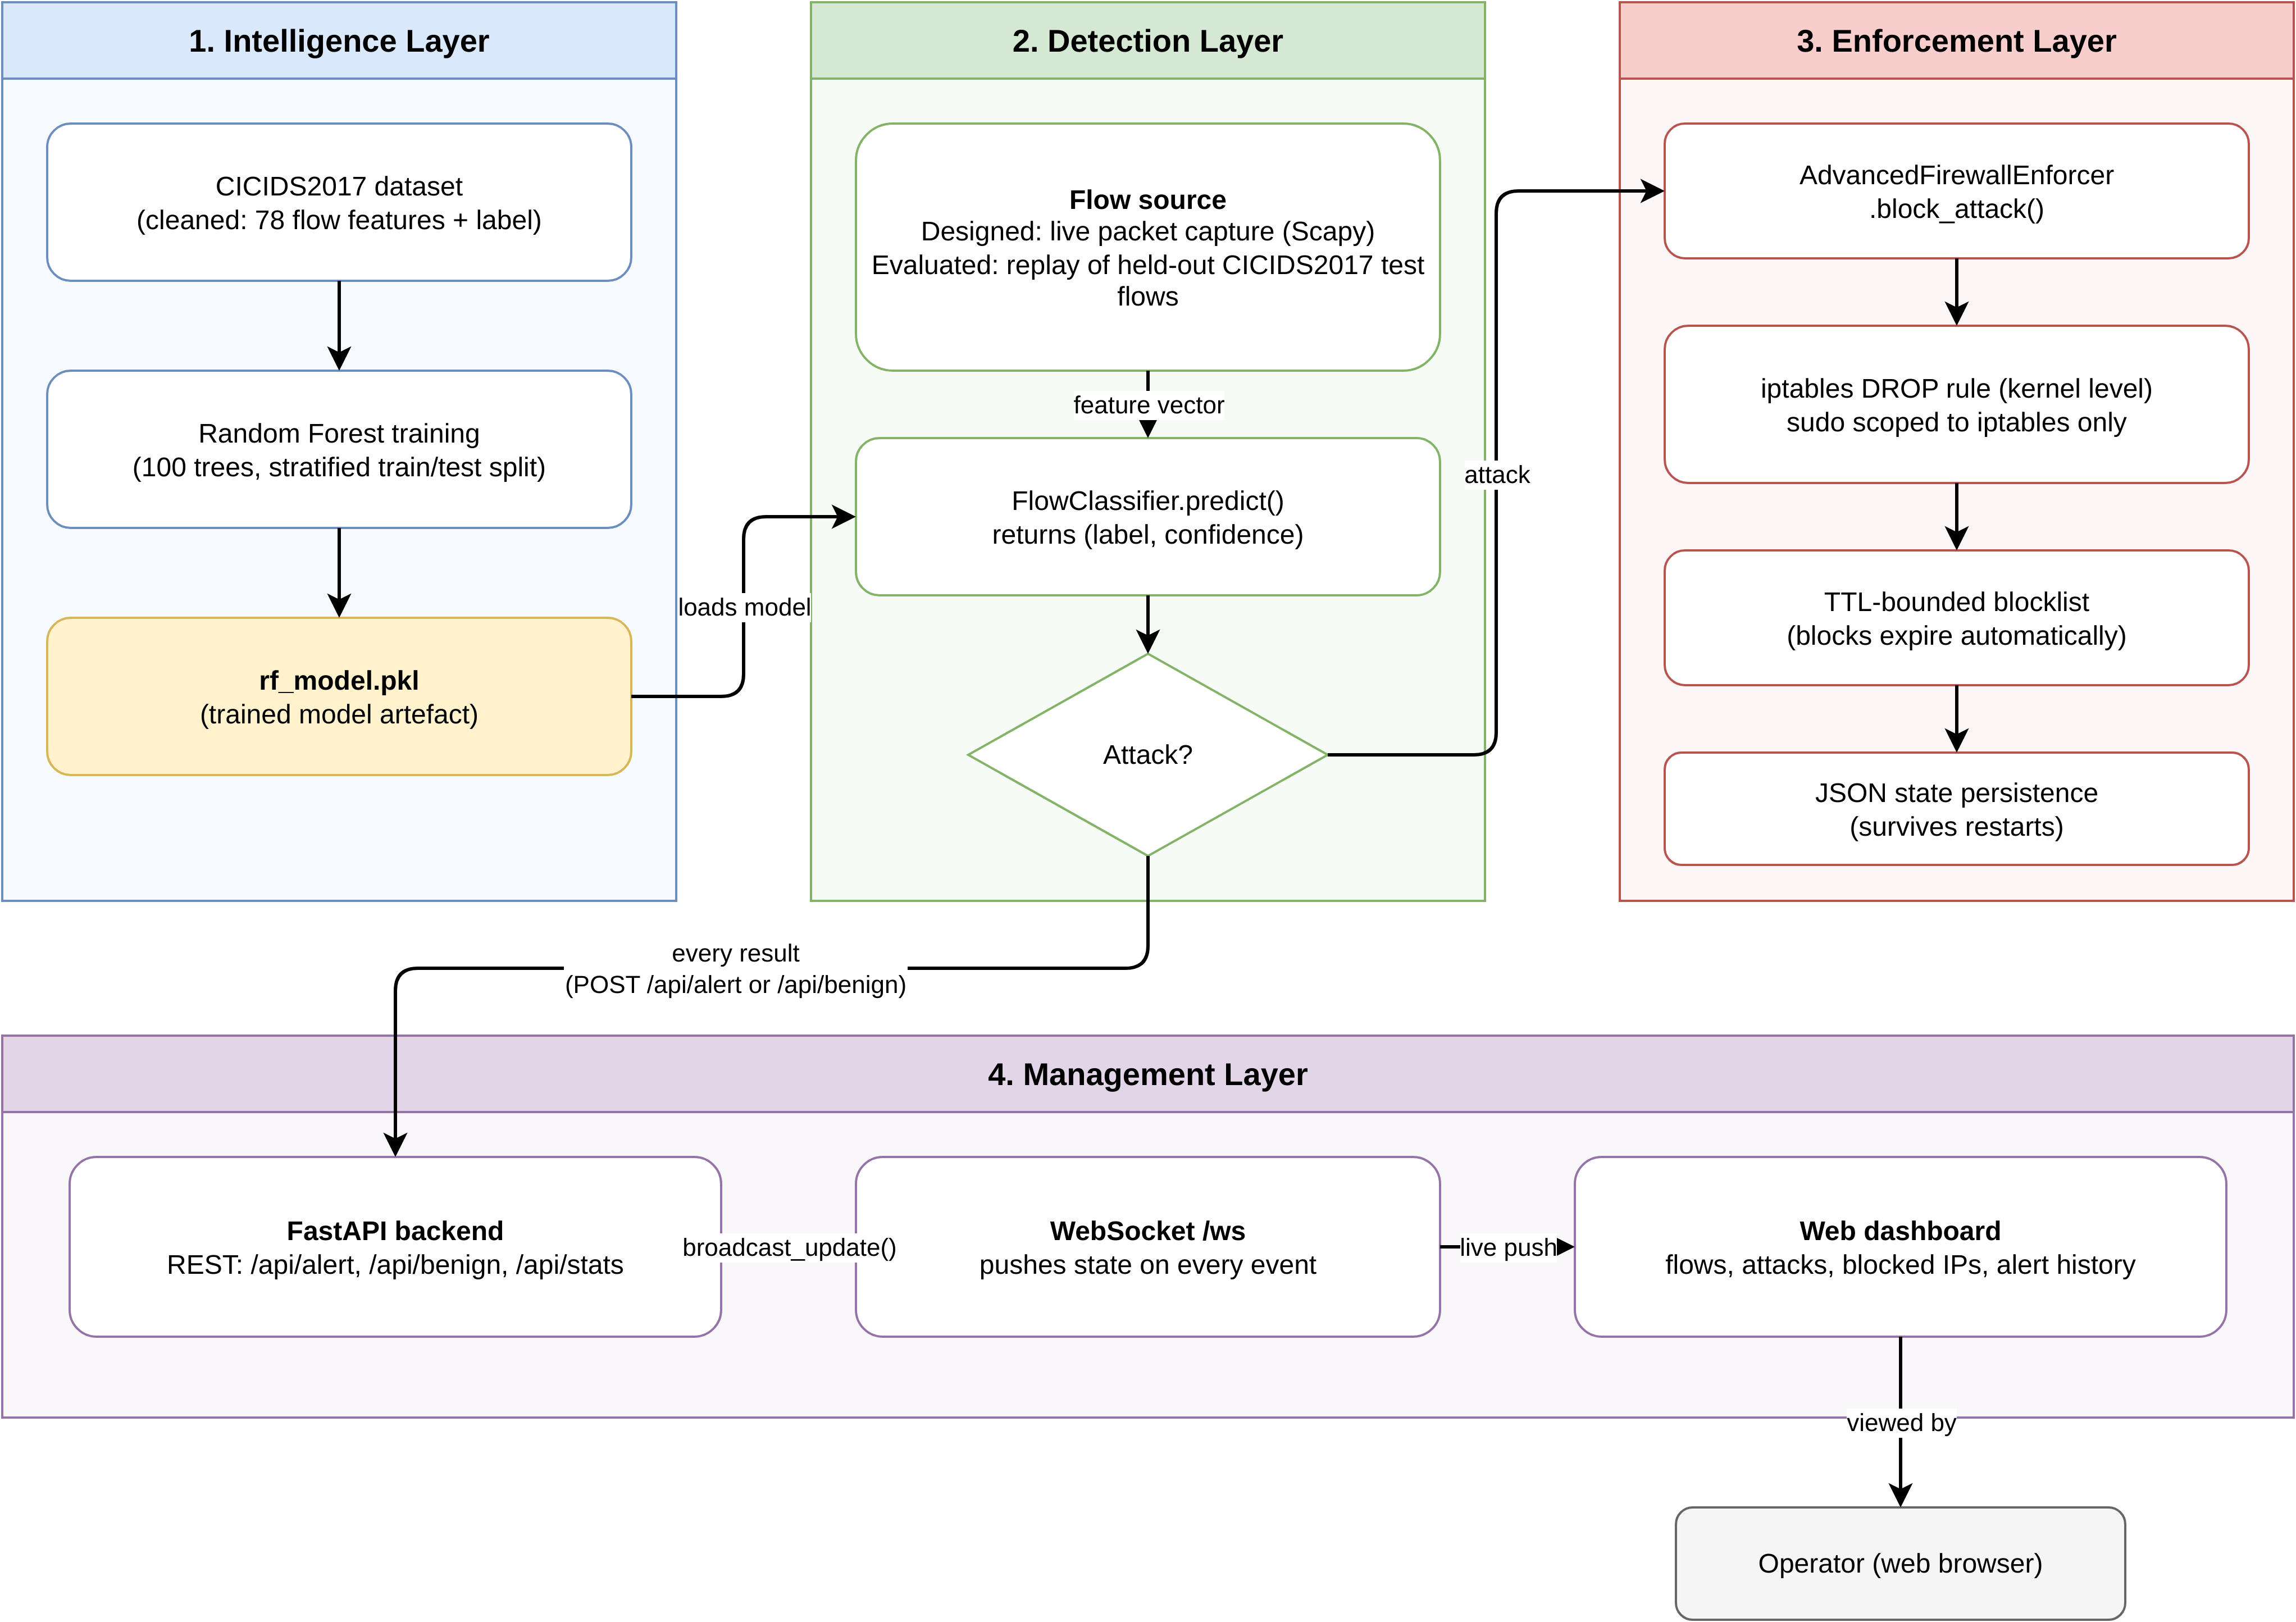 1. Intelligence Layer
CICIDS2017 dataset
(cleaned: 78 flow features + label)
Random Forest training
(100 trees, stratified train/test split)
rf_model.pkl
(trained model artefact)
loads model
2. Detection Layer
Flow source
Designed: live packet capture (Scapy)
Evaluated: replay of held-out CICIDS2017 test
flows
feature vector
FlowClassifier.predict()
returns (label, confidence)
Attack?
attack
3. Enforcement Layer
AdvancedFirewallEnforcer
.block_attack()
iptables DROP rule (kernel level)
sudo scoped to iptables only
TTL-bounded blocklist
(blocks expire automatically)
JSON state persistence
(survives restarts)
every result
(POST /api/alert or /api/benign)
4. Management Layer
FastAPI backend
REST: /api/alert, /api/benign, /api/stats
broadcast_update()
WebSocket /ws
pushes state on every event
live push
Web dashboard
flows, attacks, blocked IPs, alert history
viewed by
Operator (web browser)